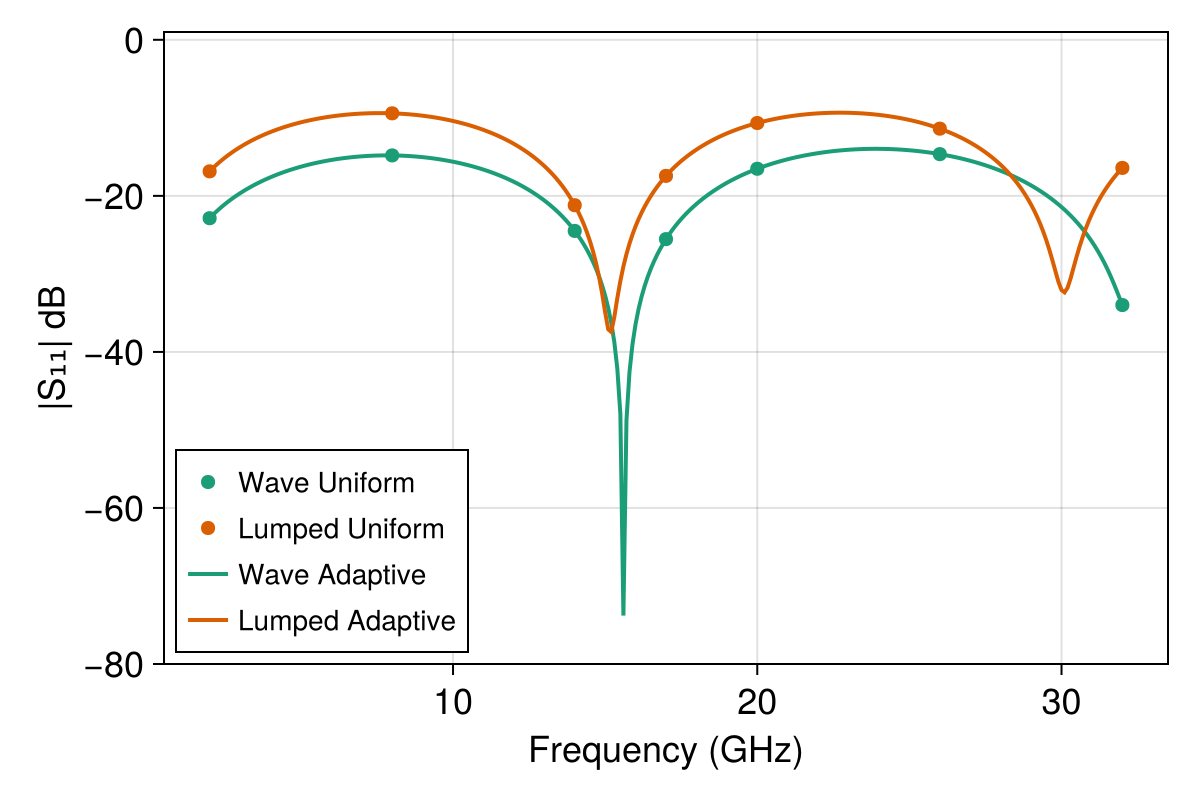 0
−20
−40
−60
−80
|S₁₁| dB
Wave Uniform
Lumped Uniform
Wave Adaptive
Lumped Adaptive
10 20 30
Frequency (GHz)